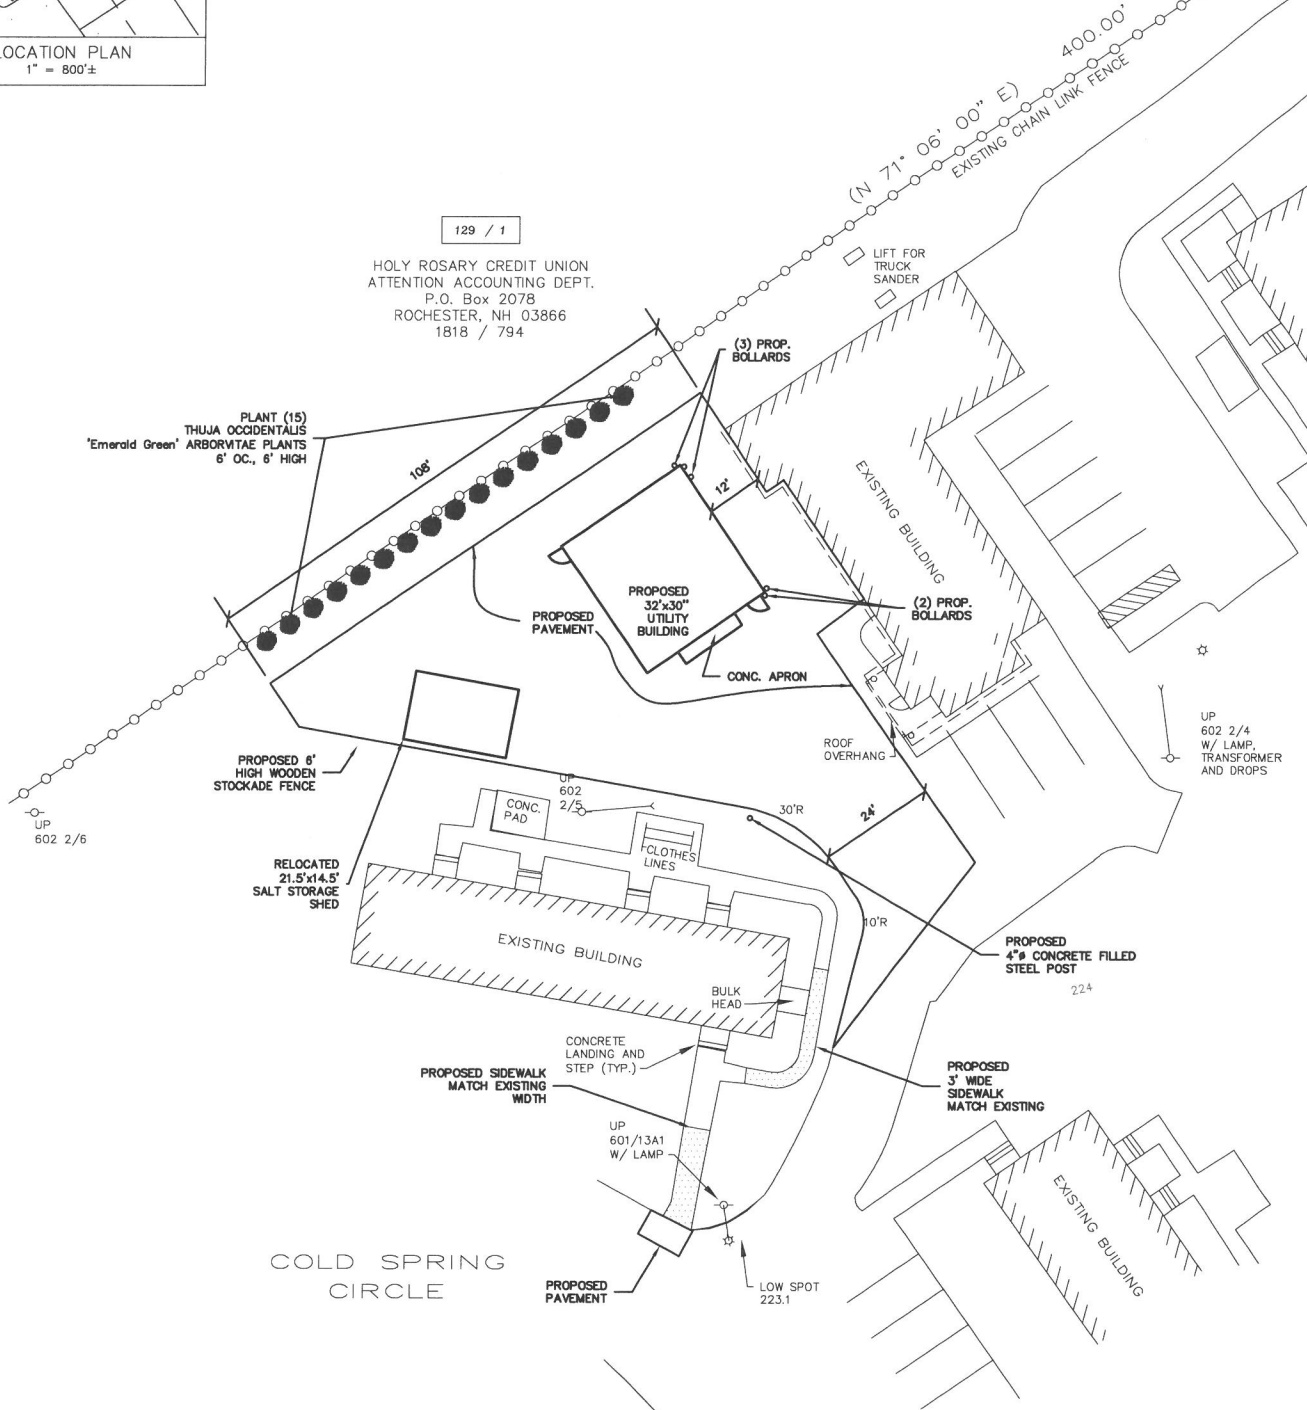 LOCATION PLAN
1" = 800'±
400.00'
(N 71° 06' 00" E)
EXISTING CHAIN LINK FENCE
129 / 1
HOLY ROSARY CREDIT UNION
ATTENTION ACCOUNTING DEPT.
P.O. Box 2078
ROCHESTER, NH 03866
1818 / 794
LIFT FOR
TRUCK
SANDER
(3) PROP.
BOLLARDS
PLANT (15)
THUJA OCCIDENTALIS
'Emerald Green' ARBORVITAE PLANTS
6' OC., 6' HIGH
108'
12'
EXISTING BUILDING
PROPOSED
32'x30"
UTILITY
BUILDING
(2) PROP.
BOLLARDS
PROPOSED
PAVEMENT
CONC. APRON
ROOF
OVERHANG
UP
602 2/4
W/ LAMP,
TRANSFORMER
AND DROPS
PROPOSED 6'
HIGH WOODEN
STOCKADE FENCE
UP
602
2/5
CONC.
PAD
30'R
24'
UP
602 2/6
CLOTHES
LINES
RELOCATED
21.5'x14.5'
SALT STORAGE
SHED
10'R
EXISTING BUILDING
PROPOSED
4"ø CONCRETE FILLED
STEEL POST
224
BULK
HEAD
CONCRETE
LANDING AND
STEP (TYP.)
PROPOSED SIDEWALK
MATCH EXISTING
WIDTH
PROPOSED
3' WIDE
SIDEWALK
MATCH EXISTING
UP
601/13A1
W/ LAMP
EXISTING BUILDING
COLD SPRING
CIRCLE
PROPOSED
PAVEMENT
LOW SPOT
223.1